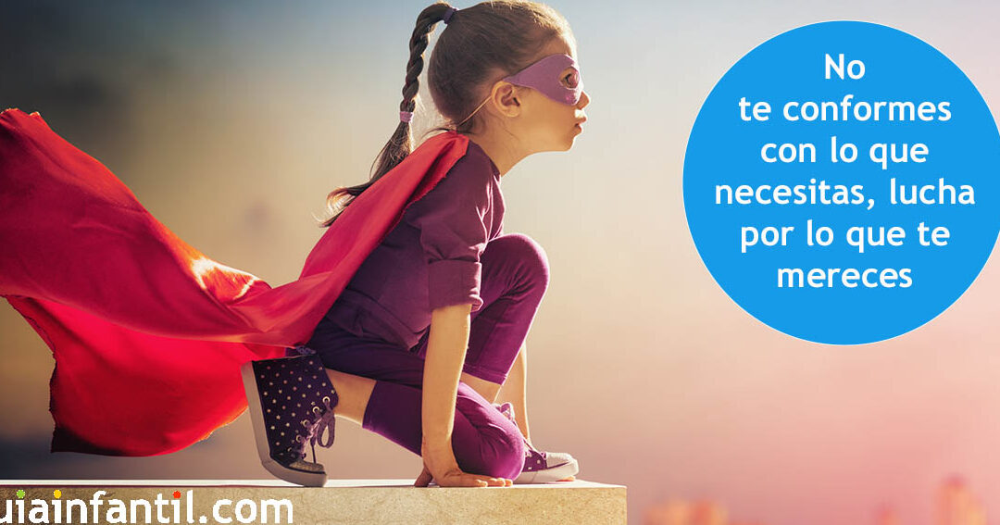 No
te conformes
con lo que
necesitas, lucha
por lo que te
mereces
uiainfantil.com